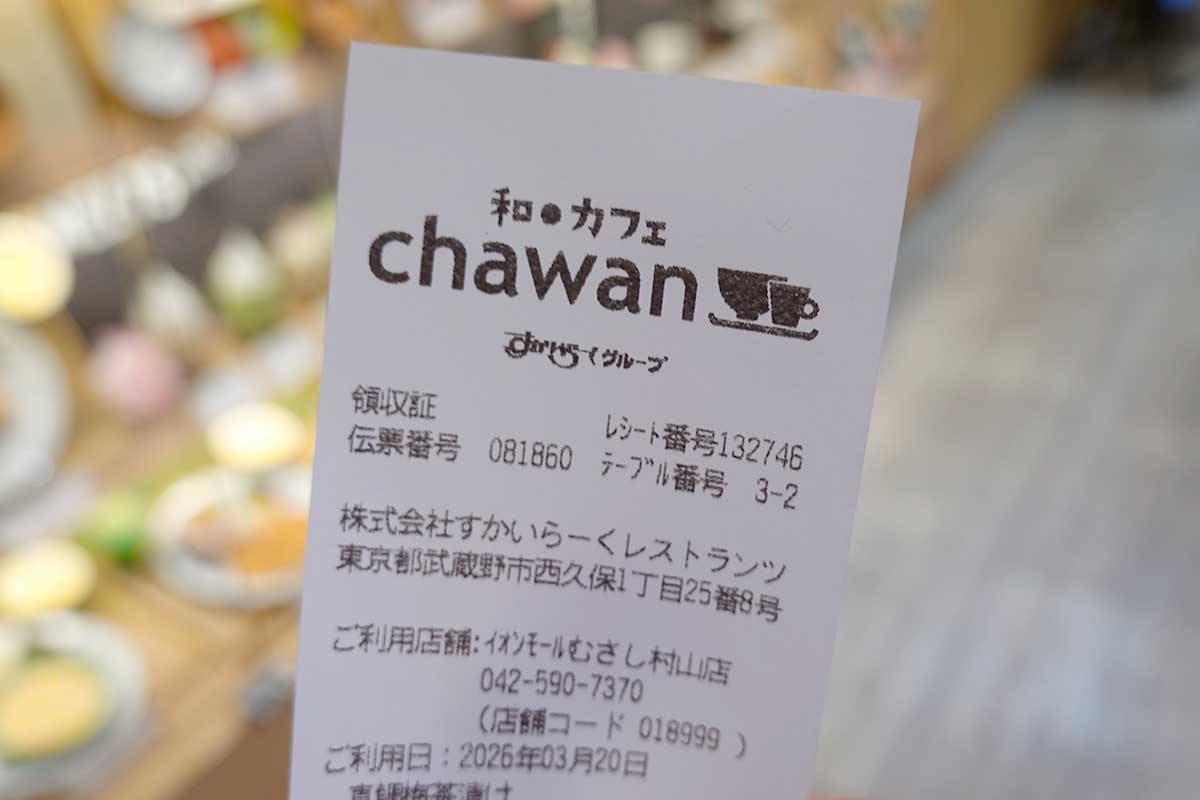 和●カフェ
chawan
すかいらーくグループ
領収証
レシート番号132746
伝票番号 081860 テーブル番号 3-2
株式会社すかいらーくレストランツ
東京都武蔵野市西久保1丁目25番8号
ご利用店舗:イオンモールむさし村山店
042-590-7370
(店舗コード 018999 )
ご利用日:2026年03月20日
真鯛梅茶漬け